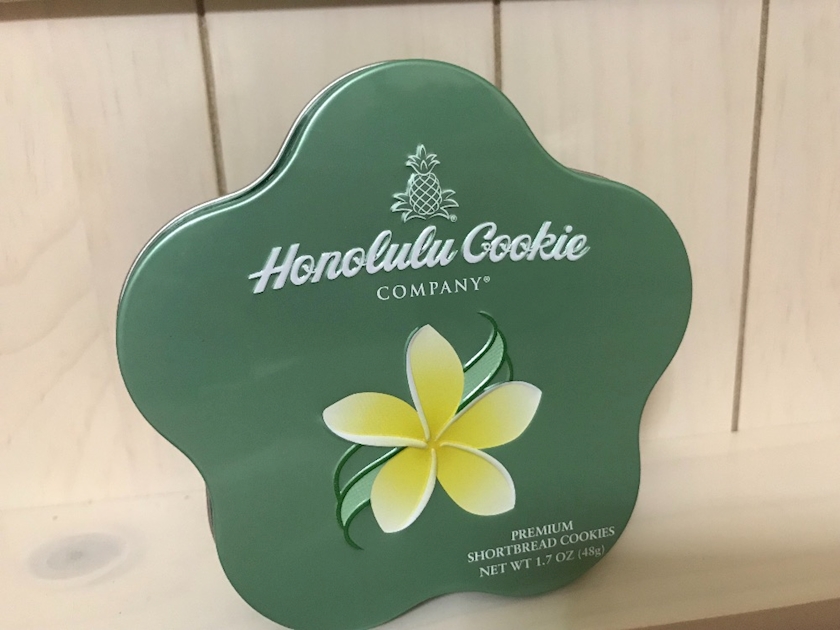 Honolulu Cookie
COMPANY®
PREMIUM
SHORTBREAD COOKIES
NET WT 1.7 OZ (48g)